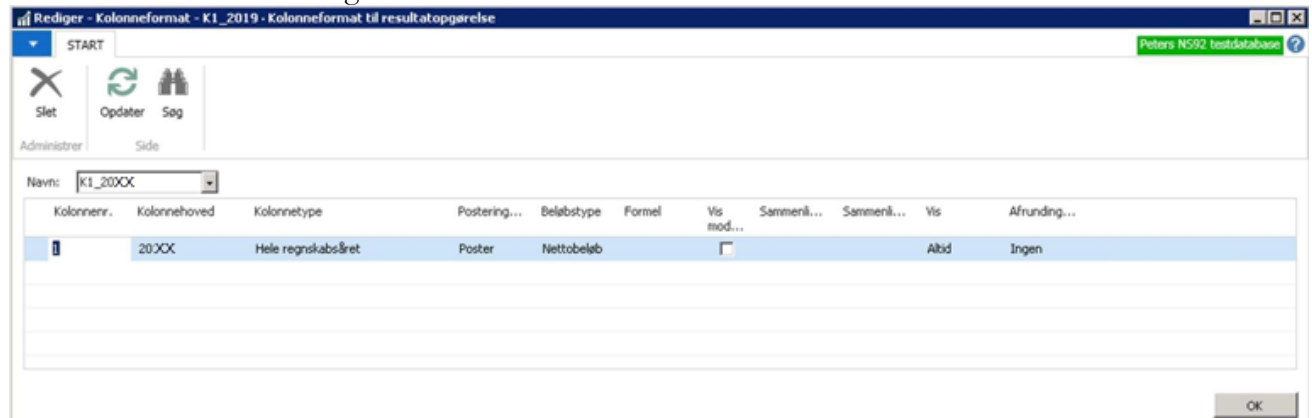 Rediger - Kolonneformat - K1_2019 · Kolonneformat til resultatopgørelse
START
Peters NS92 testdatabase
Slet
Opdater
Søg
Administrer
Side
Navn: K1_20XX
Kolonnenr. Kolonnehoved Kolonnetype Postering... Beløbstype Formel Vis mod... Sammenli... Sammenli... Vis Afrunding...
1 20XX Hele regnskabsåret Poster Nettobeløb Altid Ingen
OK